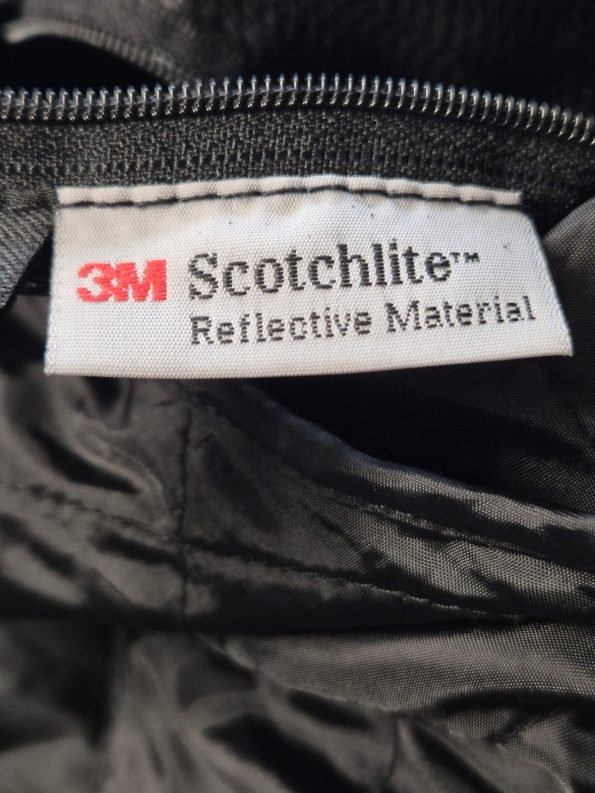 3M Scotchlite™
Reflective Material